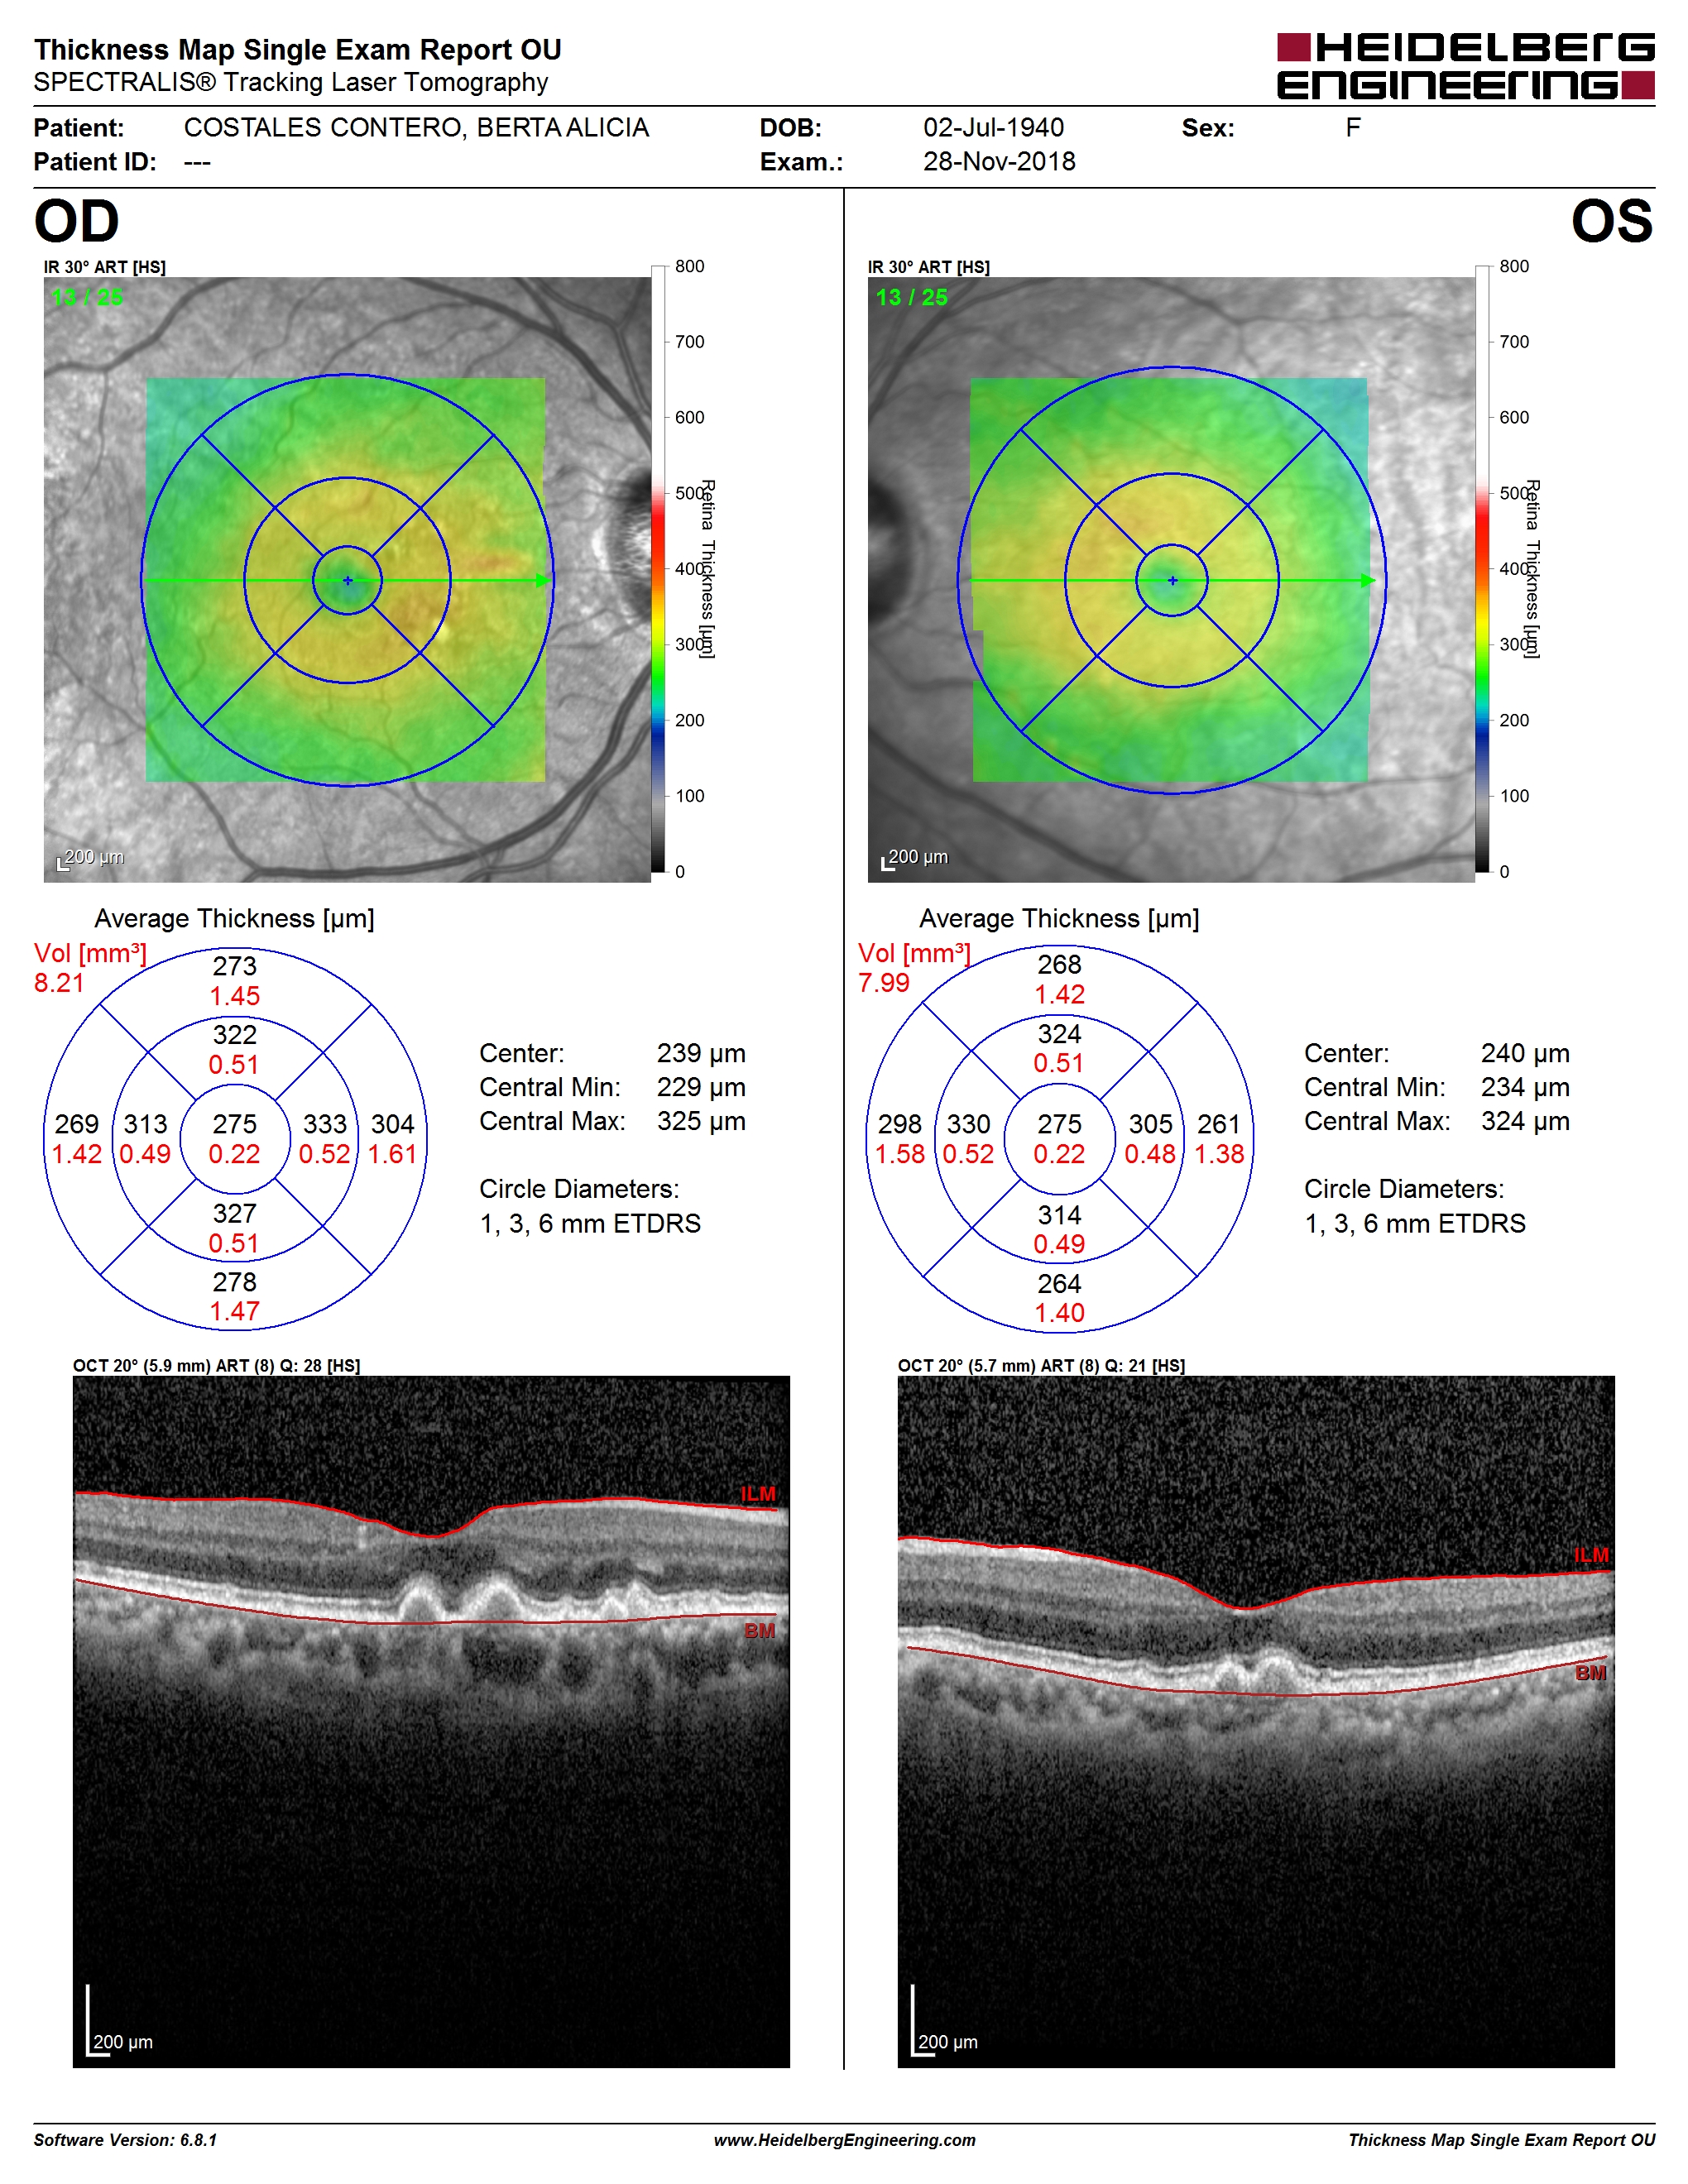 Thickness Map Single Exam Report OU
SPECTRALIS® Tracking Laser Tomography
HEIDELBERG
ENGINEERING
Patient: COSTALES CONTERO, BERTA ALICIA DOB: 02-Jul-1940 Sex: F
Patient ID: --- Exam.: 28-Nov-2018
OD
IR 30° ART [HS]
13 / 25
200 µm
800
700
600
500
400
300
200
100
0
Retina Thickness [µm]
Average Thickness [µm]
Vol [mm³]
8.21
273
1.45
322
0.51
269 313 275 333 304
1.42 0.49 0.22 0.52 1.61
327
0.51
278
1.47
Center: 239 µm
Central Min: 229 µm
Central Max: 325 µm
Circle Diameters:
1, 3, 6 mm ETDRS
OCT 20° (5.9 mm) ART (8) Q: 28 [HS]
ILM
BM
200 µm
OS
IR 30° ART [HS]
13 / 25
200 µm
800
700
600
500
400
300
200
100
0
Retina Thickness [µm]
Average Thickness [µm]
Vol [mm³]
7.99
268
1.42
324
0.51
298 330 275 305 261
1.58 0.52 0.22 0.48 1.38
314
0.49
264
1.40
Center: 240 µm
Central Min: 234 µm
Central Max: 324 µm
Circle Diameters:
1, 3, 6 mm ETDRS
OCT 20° (5.7 mm) ART (8) Q: 21 [HS]
ILM
BM
200 µm
Software Version: 6.8.1 www.HeidelbergEngineering.com Thickness Map Single Exam Report OU